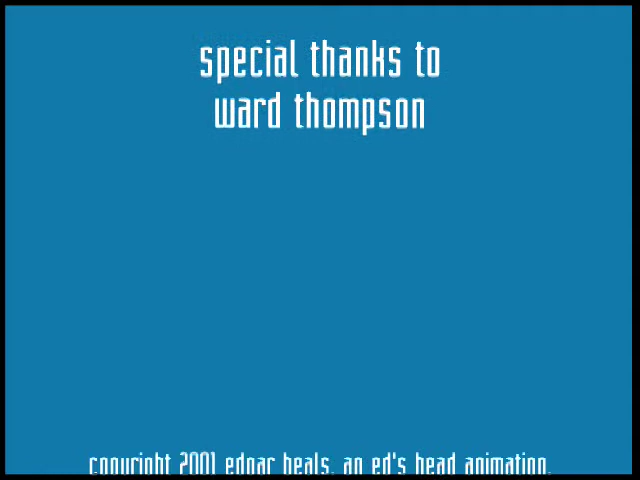 special thanks to
ward thompson
copyright 2001 edgar beals. an ed's head animation.